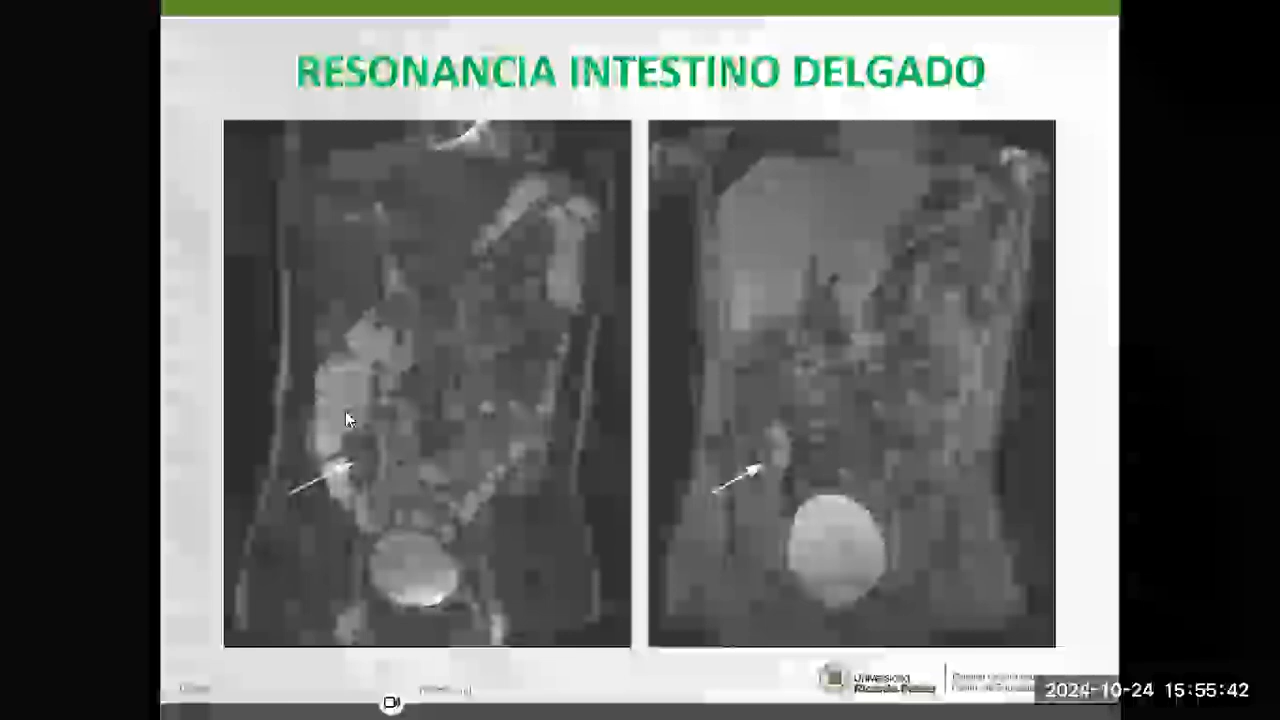 RESONANCIA INTESTINO DELGADO
Universidad
Ricardo Palma
2024-10-24 15:55:42